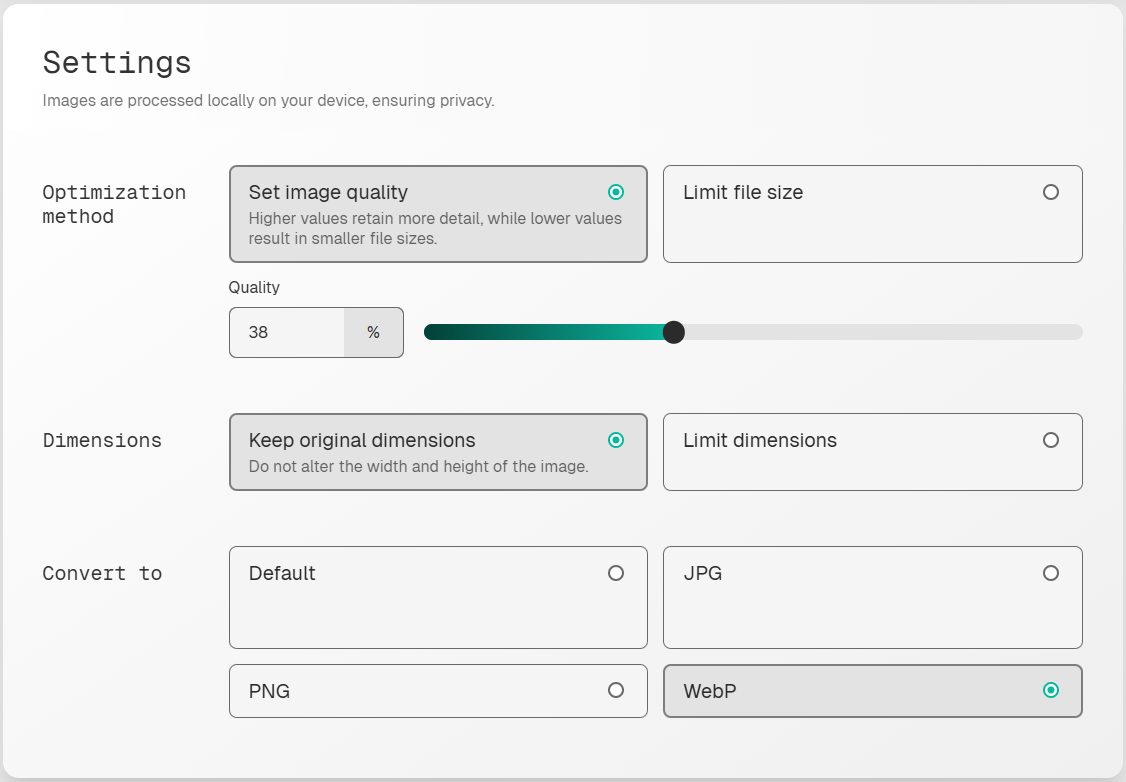 Settings
Images are processed locally on your device, ensuring privacy.
Optimization
method
Set image quality
Higher values retain more detail, while lower values
result in smaller file sizes.
Limit file size
Quality
38
%
Dimensions
Keep original dimensions
Do not alter the width and height of the image.
Limit dimensions
Convert to
Default
JPG
PNG
WebP